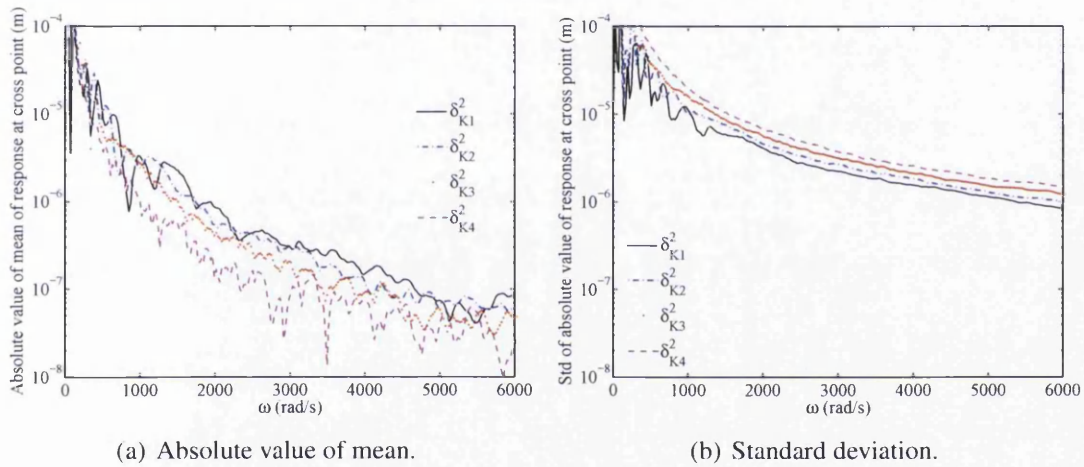 Absolute value of mean of response at cross point (m)
10⁻⁴
10⁻⁵
10⁻⁶
10⁻⁷
10⁻⁸
0
1000
2000
3000
4000
5000
6000
ω (rad/s)
δ²K1
δ²K2
δ²K3
δ²K4
(a) Absolute value of mean.
Std of absolute value of response at cross point (m)
10⁻⁴
10⁻⁵
10⁻⁶
10⁻⁷
10⁻⁸
0
1000
2000
3000
4000
5000
6000
ω (rad/s)
δ²K1
δ²K2
δ²K3
δ²K4
(b) Standard deviation.